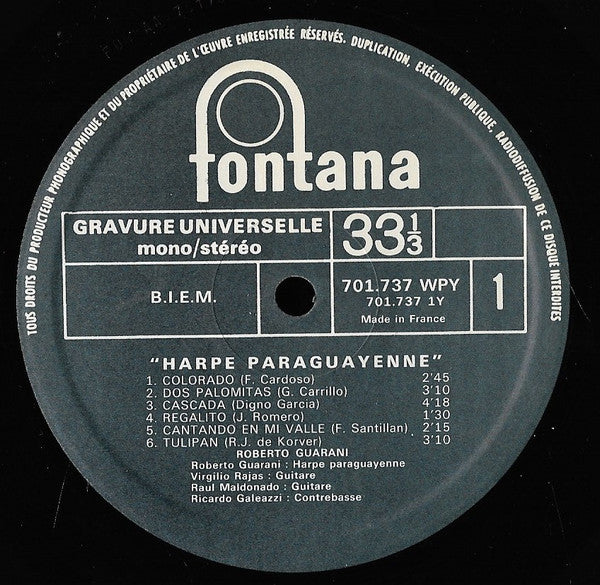 TOUS DROITS DU PRODUCTEUR PHONOGRAPHIQUE ET DU PROPRIÉTAIRE DE L'ŒUVRE ENREGISTRÉE RÉSERVÉS. DUPLICATION, EXÉCUTION PUBLIQUE, RADIODIFFUSION DE CE DISQUE INTERDITES
fontana
GRAVURE UNIVERSELLE
mono/stéréo
33 1/3
B.I.E.M.
701.737 WPY
701.737 1Y
Made in France
1
"HARPE PARAGUAYENNE"
1. COLORADO (F. Cardoso) 2'45
2. DOS PALOMITAS (G. Carrillo) 3'10
3. CASCADA (Digno Garcia) 4'18
4. REGALITO (J. Romero) 1'30
5. CANTANDO EN MI VALLE (F. Santillan) 2'15
6. TULIPAN (R.J. de Korver) 3'10
ROBERTO GUARANI
Roberto Guarani : Harpe paraguayenne
Virgilio Rajas : Guitare
Raul Maldonado : Guitare
Ricardo Galeazzi : Contrebasse